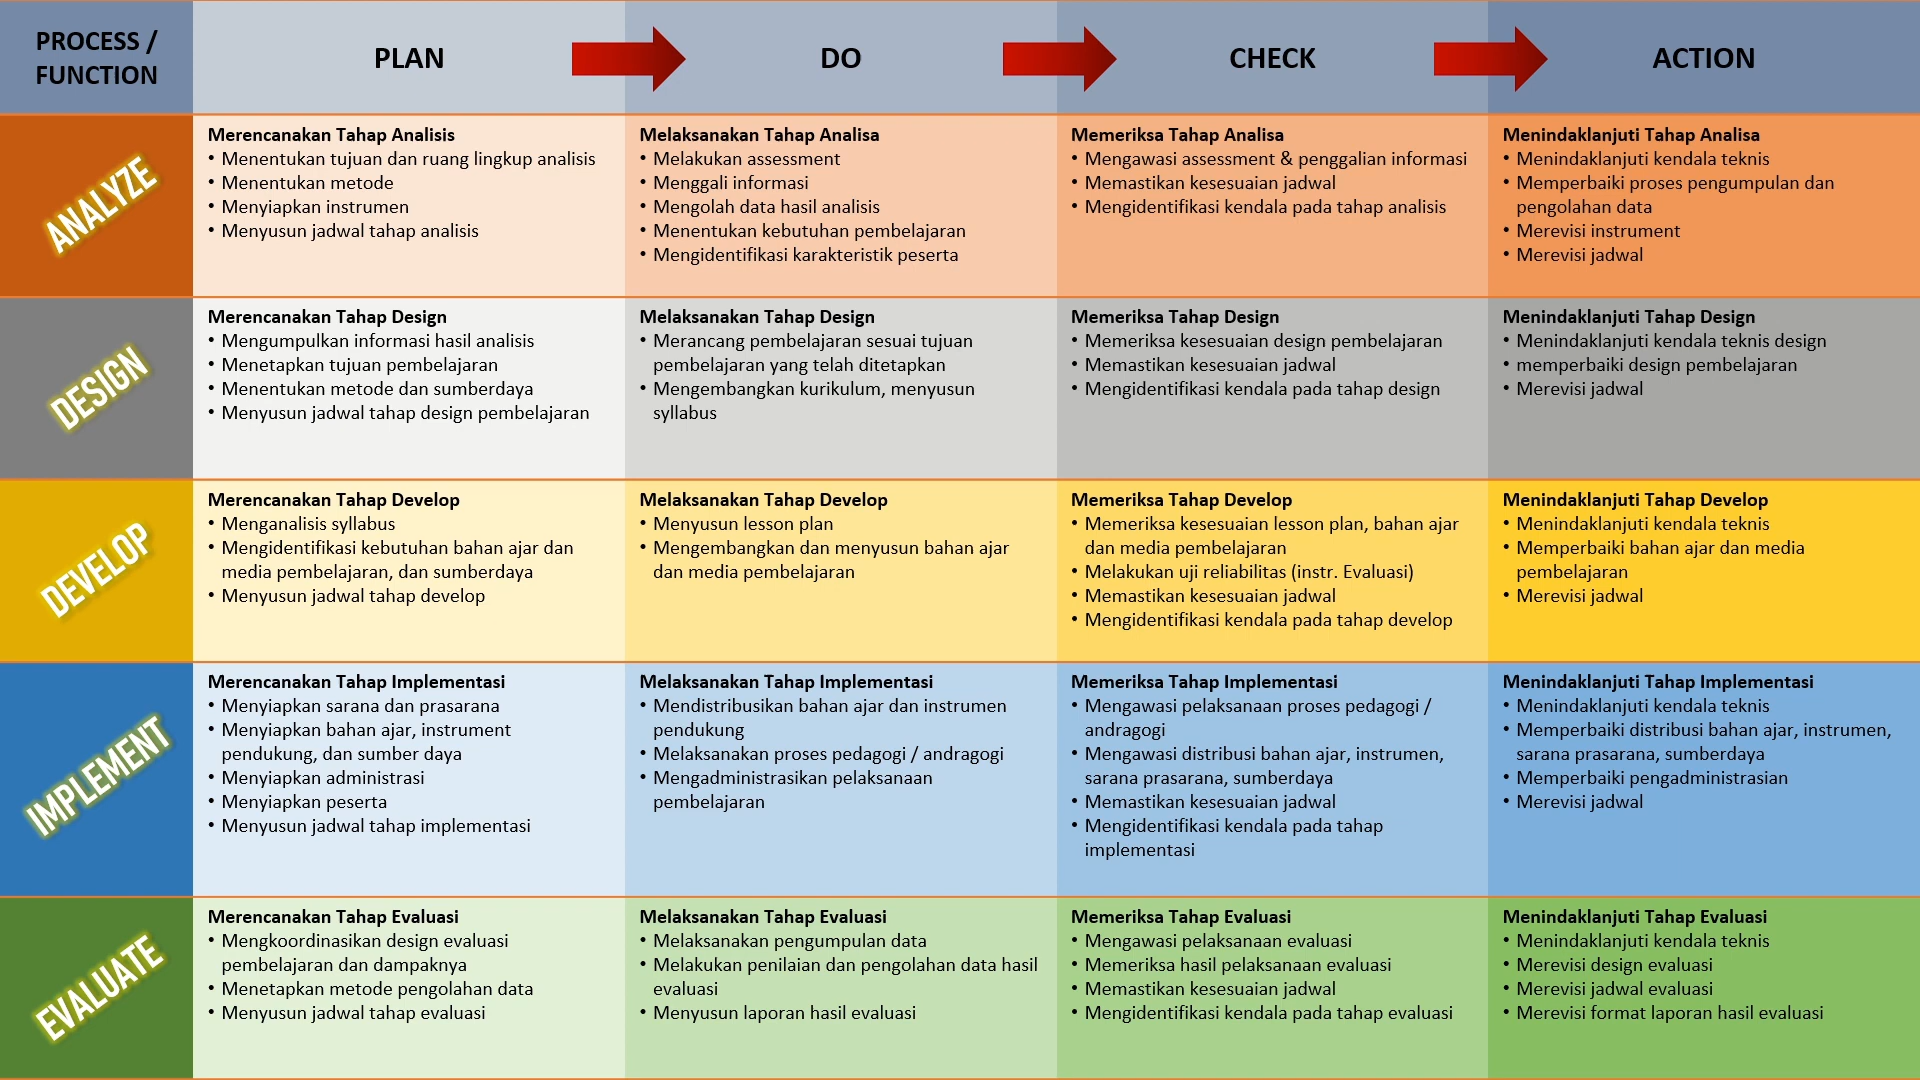 PROCESS /
FUNCTION
PLAN
DO
CHECK
ACTION
ANALYZE
Merencanakan Tahap Analisis
• Menentukan tujuan dan ruang lingkup analisis
• Menentukan metode
• Menyiapkan instrumen
• Menyusun jadwal tahap analisis
Melaksanakan Tahap Analisa
• Melakukan assessment
• Menggali informasi
• Mengolah data hasil analisis
• Menentukan kebutuhan pembelajaran
• Mengidentifikasi karakteristik peserta
Memeriksa Tahap Analisa
• Mengawasi assessment & penggalian informasi
• Memastikan kesesuaian jadwal
• Mengidentifikasi kendala pada tahap analisis
Menindaklanjuti Tahap Analisa
• Menindaklanjuti kendala teknis
• Memperbaiki proses pengumpulan dan
pengolahan data
• Merevisi instrument
• Merevisi jadwal
DESIGN
Merencanakan Tahap Design
• Mengumpulkan informasi hasil analisis
• Menetapkan tujuan pembelajaran
• Menentukan metode dan sumberdaya
• Menyusun jadwal tahap design pembelajaran
Melaksanakan Tahap Design
• Merancang pembelajaran sesuai tujuan
pembelajaran yang telah ditetapkan
• Mengembangkan kurikulum, menyusun
syllabus
Memeriksa Tahap Design
• Memeriksa kesesuaian design pembelajaran
• Memastikan kesesuaian jadwal
• Mengidentifikasi kendala pada tahap design
Menindaklanjuti Tahap Design
• Menindaklanjuti kendala teknis design
• memperbaiki design pembelajaran
• Merevisi jadwal
DEVELOP
Merencanakan Tahap Develop
• Menganalisis syllabus
• Mengidentifikasi kebutuhan bahan ajar dan
media pembelajaran, dan sumberdaya
• Menyusun jadwal tahap develop
Melaksanakan Tahap Develop
• Menyusun lesson plan
• Mengembangkan dan menyusun bahan ajar
dan media pembelajaran
Memeriksa Tahap Develop
• Memeriksa kesesuaian lesson plan, bahan ajar
dan media pembelajaran
• Melakukan uji reliabilitas (instr. Evaluasi)
• Memastikan kesesuaian jadwal
• Mengidentifikasi kendala pada tahap develop
Menindaklanjuti Tahap Develop
• Menindaklanjuti kendala teknis
• Memperbaiki bahan ajar dan media
pembelajaran
• Merevisi jadwal
IMPLEMENT
Merencanakan Tahap Implementasi
• Menyiapkan sarana dan prasarana
• Menyiapkan bahan ajar, instrument
pendukung, dan sumber daya
• Menyiapkan administrasi
• Menyiapkan peserta
• Menyusun jadwal tahap implementasi
Melaksanakan Tahap Implementasi
• Mendistribusikan bahan ajar dan instrumen
pendukung
• Melaksanakan proses pedagogi / andragogi
• Mengadministrasikan pelaksanaan
pembelajaran
Memeriksa Tahap Implementasi
• Mengawasi pelaksanaan proses pedagogi /
andragogi
• Mengawasi distribusi bahan ajar, instrumen,
sarana prasarana, sumberdaya
• Memastikan kesesuaian jadwal
• Mengidentifikasi kendala pada tahap
implementasi
Menindaklanjuti Tahap Implementasi
• Menindaklanjuti kendala teknis
• Memperbaiki distribusi bahan ajar, instrumen,
sarana prasarana, sumberdaya
• Memperbaiki pengadministrasian
• Merevisi jadwal
EVALUATE
Merencanakan Tahap Evaluasi
• Mengkoordinasikan design evaluasi
pembelajaran dan dampaknya
• Menetapkan metode pengolahan data
• Menyusun jadwal tahap evaluasi
Melaksanakan Tahap Evaluasi
• Melaksanakan pengumpulan data
• Melakukan penilaian dan pengolahan data hasil
evaluasi
• Menyusun laporan hasil evaluasi
Memeriksa Tahap Evaluasi
• Mengawasi pelaksanaan evaluasi
• Memeriksa hasil pelaksanaan evaluasi
• Memastikan kesesuaian jadwal
• Mengidentifikasi kendala pada tahap evaluasi
Menindaklanjuti Tahap Evaluasi
• Menindaklanjuti kendala teknis
• Merevisi design evaluasi
• Merevisi jadwal evaluasi
• Merevisi format laporan hasil evaluasi